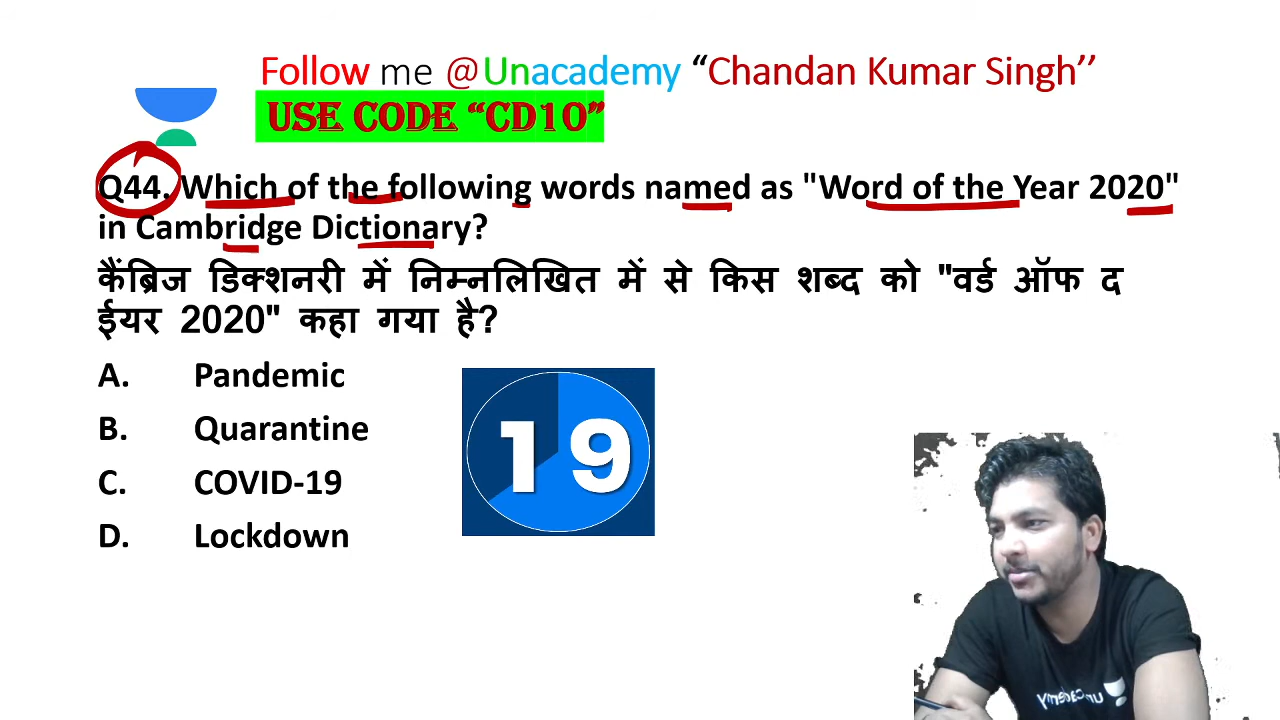 Follow me @Unacademy “Chandan Kumar Singh’’
USE CODE “CD10”
Q44. Which of the following words named as "Word of the Year 2020"
in Cambridge Dictionary?
कैंब्रिज डिक्शनरी में निम्नलिखित में से किस शब्द को "वर्ड ऑफ द
ईयर 2020" कहा गया है?
A. Pandemic
B. Quarantine
C. COVID-19
D. Lockdown
19
unacademy